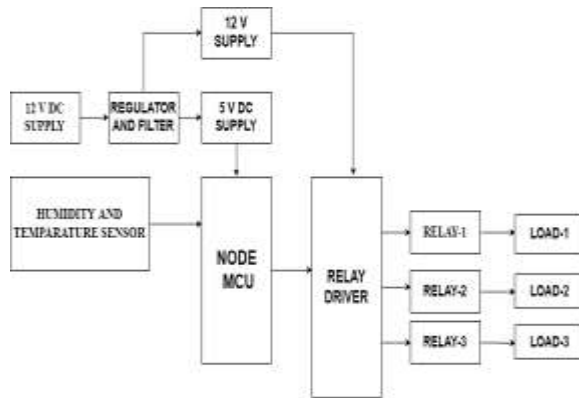 12 V
SUPPLY
12 V DC
SUPPLY
REGULATOR
AND FILTER
5 V DC
SUPPLY
HUMIDITY AND
TEMPARATURE SENSOR
NODE
MCU
RELAY
DRIVER
RELAY-1
LOAD-1
RELAY-2
LOAD-2
RELAY-3
LOAD-3